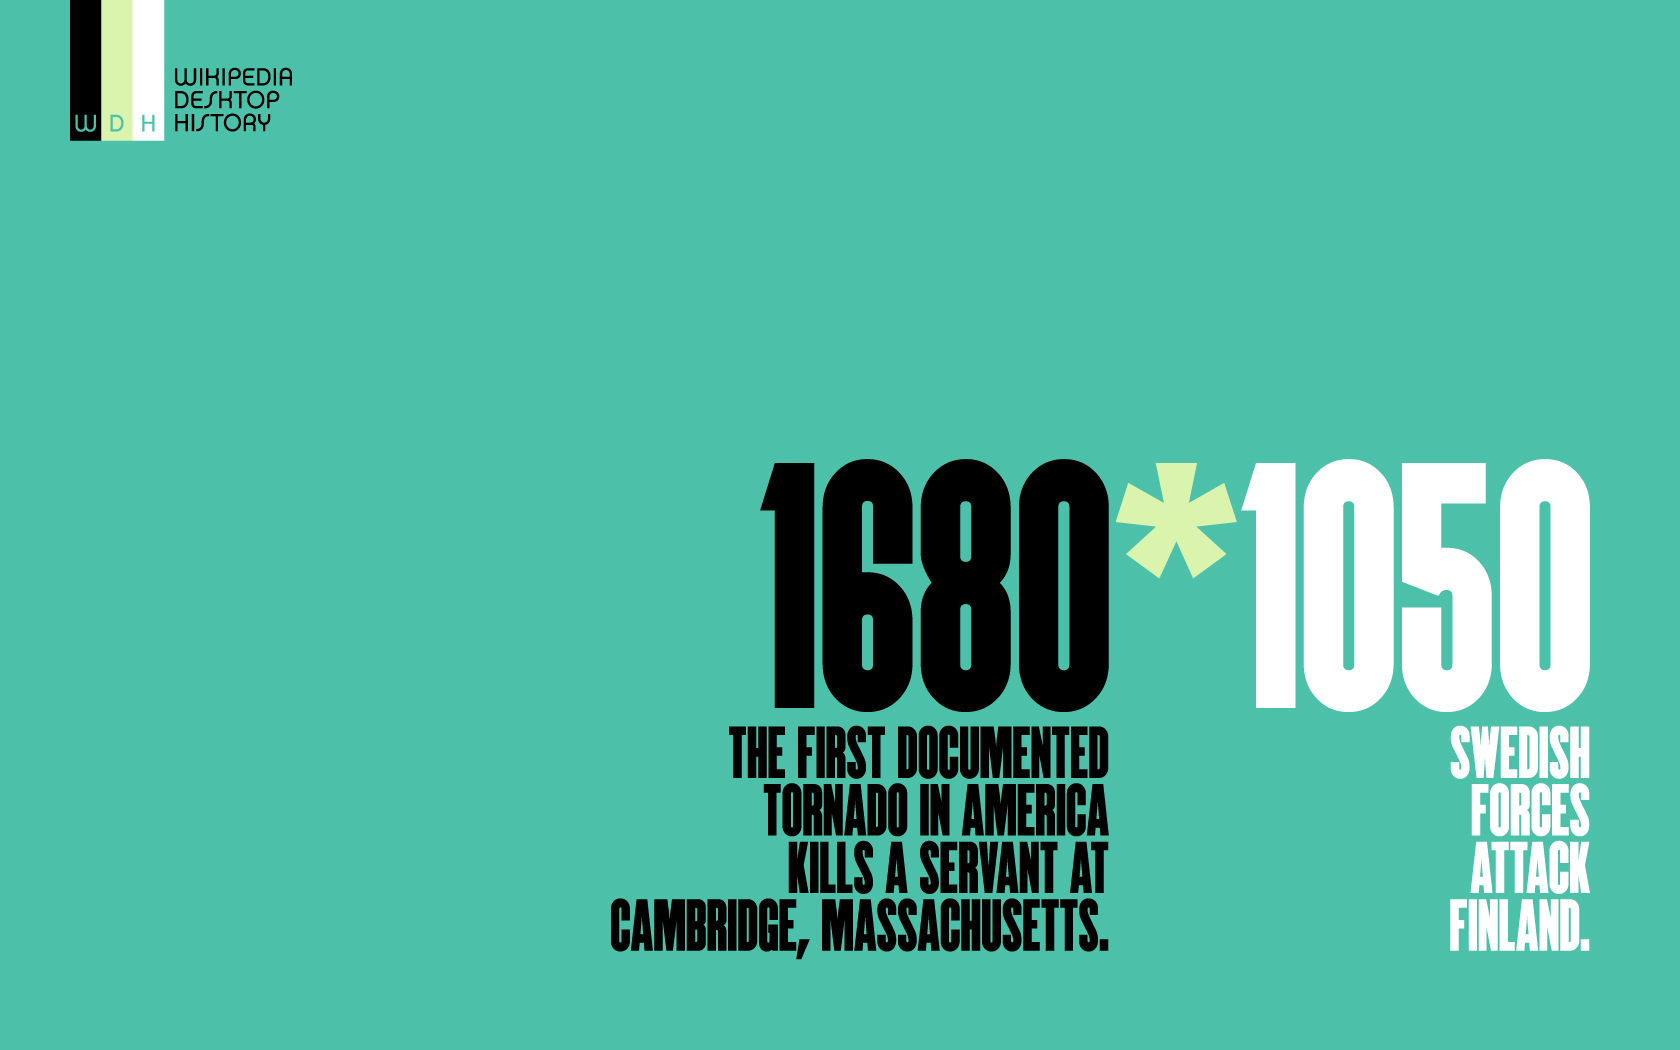 W D H
WIKIPEDIA
DESKTOP
HISTORY
1680*1050
THE FIRST DOCUMENTED
TORNADO IN AMERICA
KILLS A SERVANT AT
CAMBRIDGE, MASSACHUSETTS.
SWEDISH
FORCES
ATTACK
FINLAND.